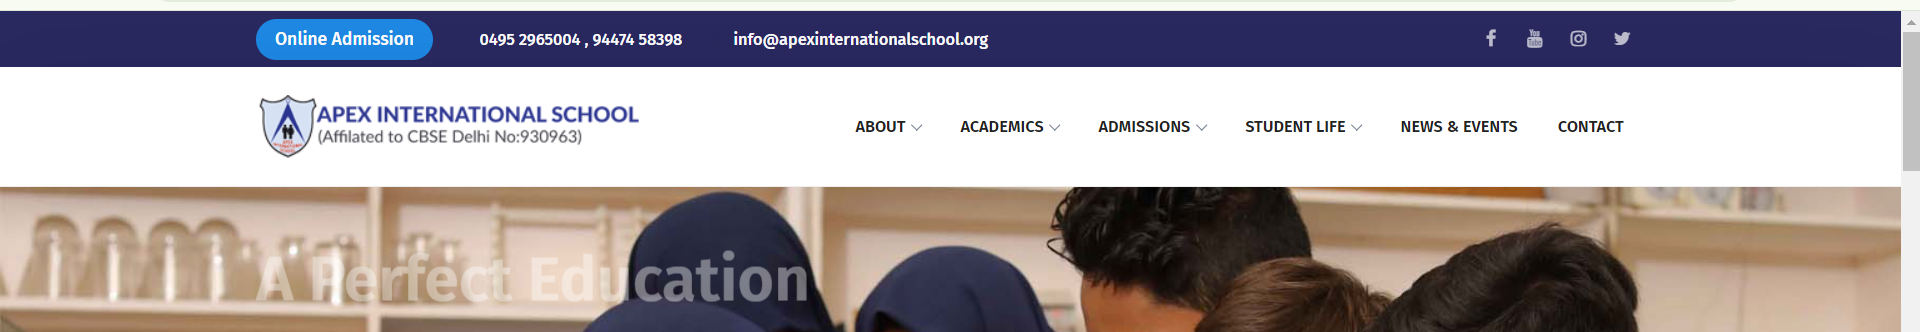 Online Admission
0495 2965004 , 94474 58398
info@apexinternationalschool.org
APEX INTERNATIONAL SCHOOL
(Affilated to CBSE Delhi No:930963)
ABOUT
ACADEMICS
ADMISSIONS
STUDENT LIFE
NEWS & EVENTS
CONTACT
A Perfect Education